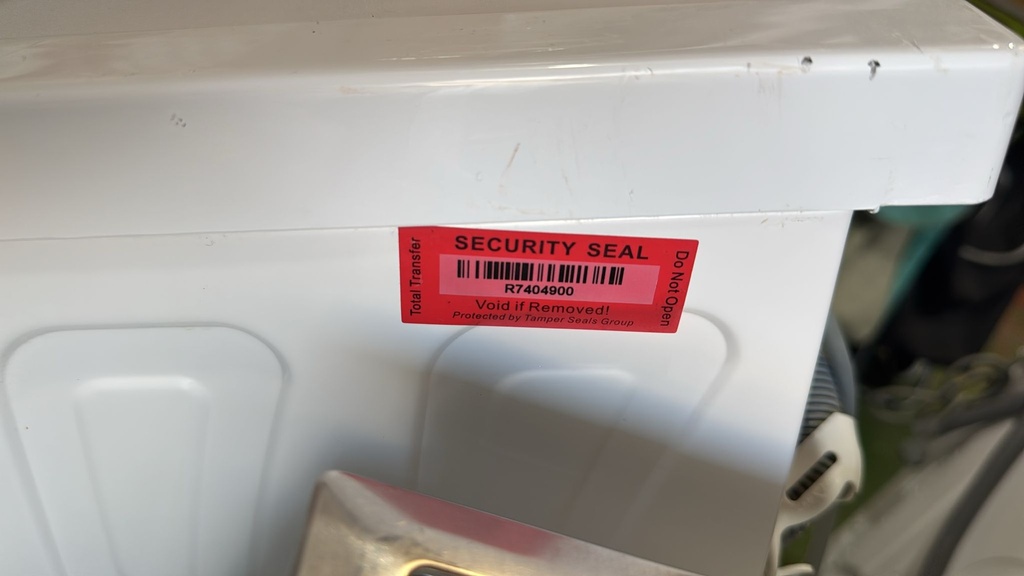 Total Transfer
SECURITY SEAL
R7404900
Void if Removed!
Protected by Tamper Seals Group
Do Not Open